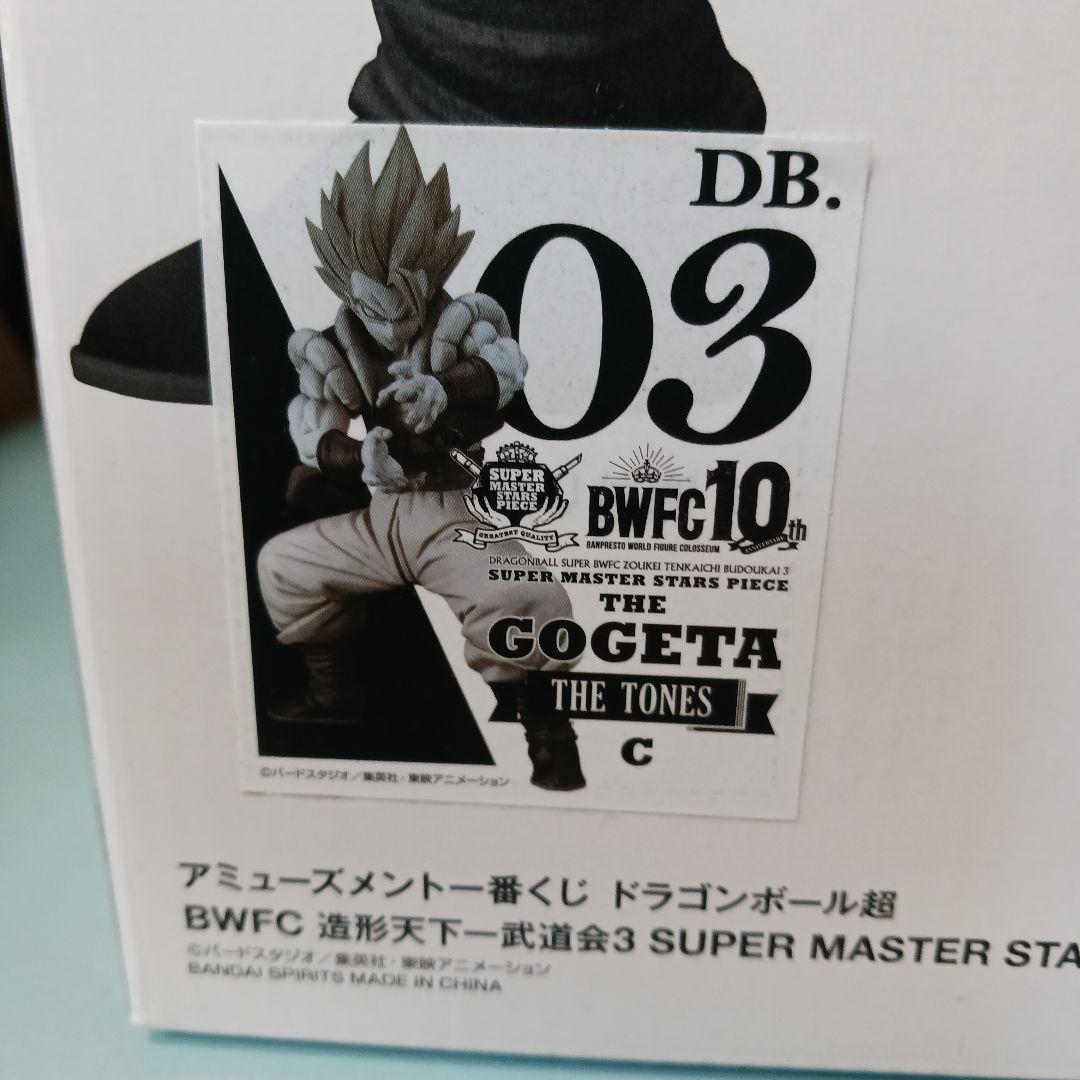 DB.
03
SUPER
MASTER
STARS
PIECE
GREATEST QUALITY
BWFC10th
ANNIVERSARY
BANPRESTO WORLD FIGURE COLOSSEUM
DRAGONBALL SUPER BWFC ZOUKEI TENKAICHI BUDOUKAI 3
SUPER MASTER STARS PIECE
THE
GOGETA
THE TONES
C
©バードスタジオ/集英社・東映アニメーション
アミューズメント一番くじ ドラゴンボール超
BWFC 造形天下一武道会3 SUPER MASTER STA
©バードスタジオ/集英社・東映アニメーション
BANDAI SPIRITS MADE IN CHINA